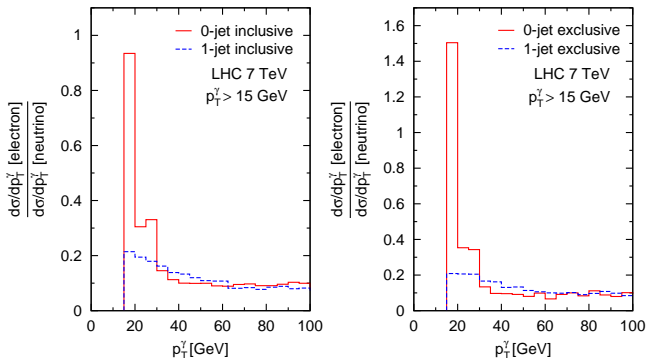 0-jet inclusive
1-jet inclusive
LHC 7 TeV
p_T^γ > 15 GeV
dσ/dp_T^γ [electron]
dσ/dp_T^γ [neutrino]
1
0.8
0.6
0.4
0.2
0
0 20 40 60 80 100
p_T^γ [GeV]
0-jet exclusive
1-jet exclusive
LHC 7 TeV
p_T^γ > 15 GeV
dσ/dp_T^γ [electron]
dσ/dp_T^γ [neutrino]
1.6
1.4
1.2
1
0.8
0.6
0.4
0.2
0
0 20 40 60 80 100
p_T^γ [GeV]